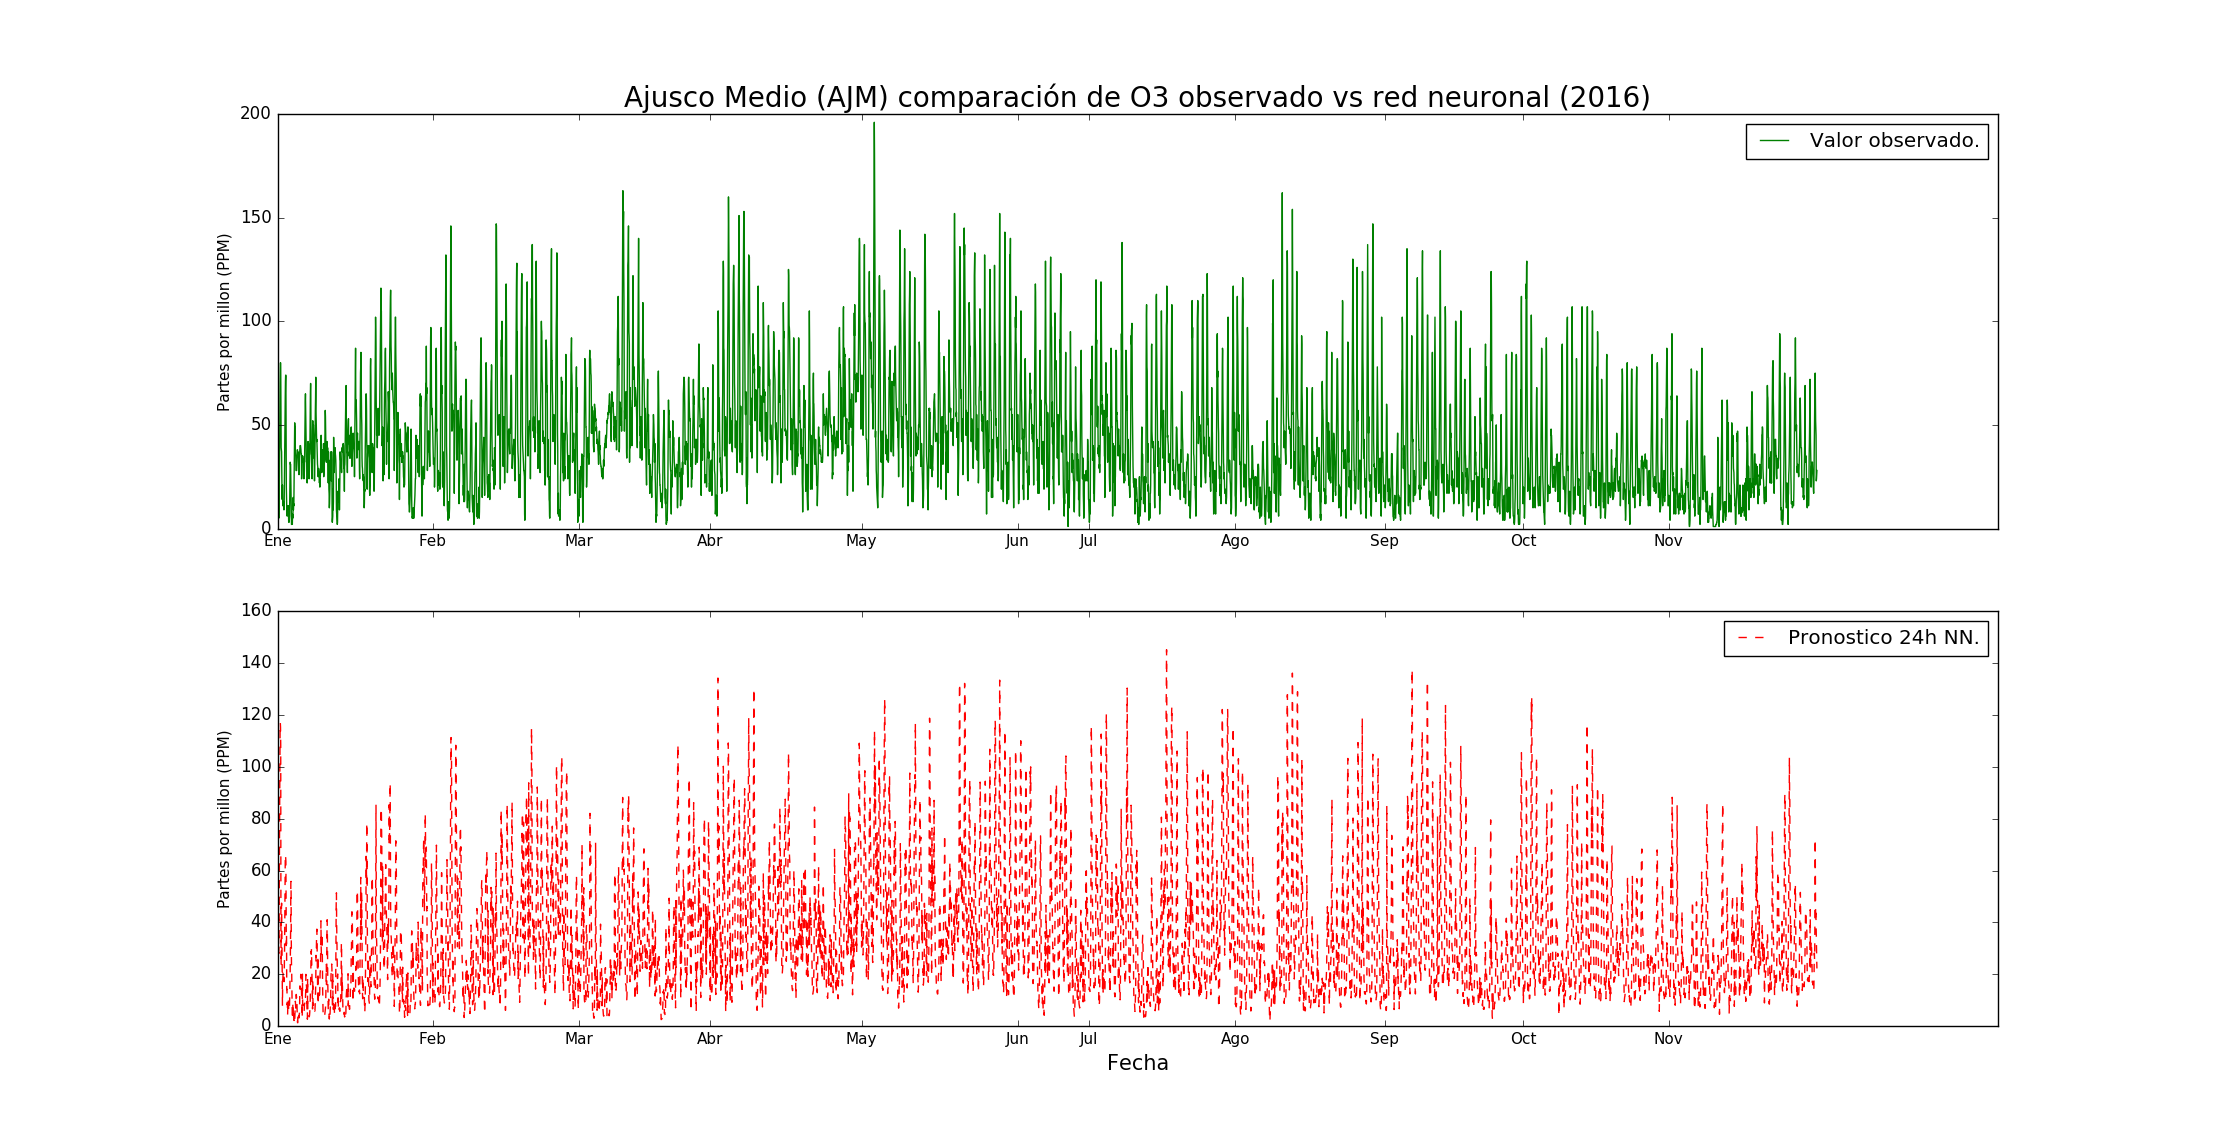 Ajusco Medio (AJM) comparación de O3 observado vs red neuronal (2016)
200
150
100
50
0
Partes por millon (PPM)
Valor observado.
Ene Feb Mar Abr May Jun Jul Ago Sep Oct Nov
160
140
120
100
80
60
40
20
0
Partes por millon (PPM)
Pronostico 24h NN.
Ene Feb Mar Abr May Jun Jul Ago Sep Oct Nov
Fecha